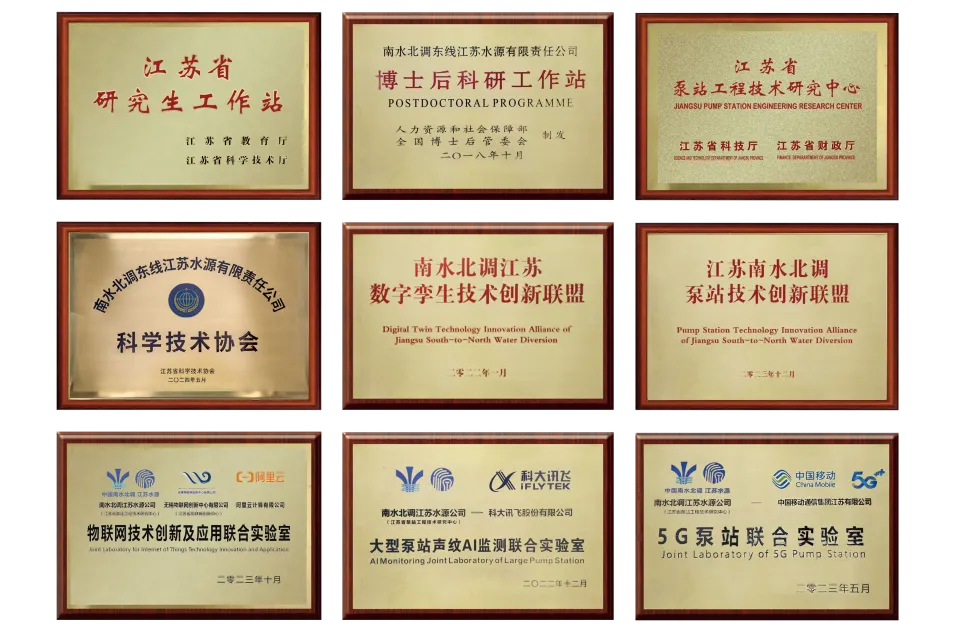 江苏省
研究生工作站
江苏省教育厅
江苏省科学技术厅
南水北调东线江苏水源有限责任公司
博士后科研工作站
POSTDOCTORAL PROGRAMME
人力资源和社会保障部
全国博士后管委会
制发
二〇一八年十月
江苏省
泵站工程技术研究中心
JIANGSU PUMP STATION ENGINEERING RESEARCH CENTER
江苏省科技厅 江苏省财政厅
南水北调东线江苏水源有限责任公司
科学技术协会
江苏省科学技术协会
二〇二四年五月
南水北调江苏
数字孪生技术创新联盟
Digital Twin Technology Innovation Alliance of
Jiangsu South-to-North Water Diversion
二零二二年一月
江苏南水北调
泵站技术创新联盟
Pump Station Technology Innovation Alliance
of Jiangsu South-to-North Water Diversion
二零二三年十二月
中国南水北调 江苏水源
阿里云
南水北调江苏水源公司 无锡物联网创新中心有限公司 阿里云计算有限公司
物联网技术创新及应用联合实验室
Joint Laboratory for Internet of Things Technology Innovation and Application
二零二三年十月
科大讯飞
iFLYTEK
南水北调江苏水源公司 — 科大讯飞股份有限公司
(江苏省泵站工程技术研究中心)
大型泵站声纹AI监测联合实验室
AI Monitoring Joint Laboratory of Large Pump Station
二〇二二年十二月
中国南水北调 江苏水源
中国移动
China Mobile
5G+
南水北调江苏水源公司 — 中国移动通信集团江苏有限公司
(江苏省泵站工程技术研究中心)
5G泵站联合实验室
Joint Laboratory of 5G Pump Station
二零二三年五月